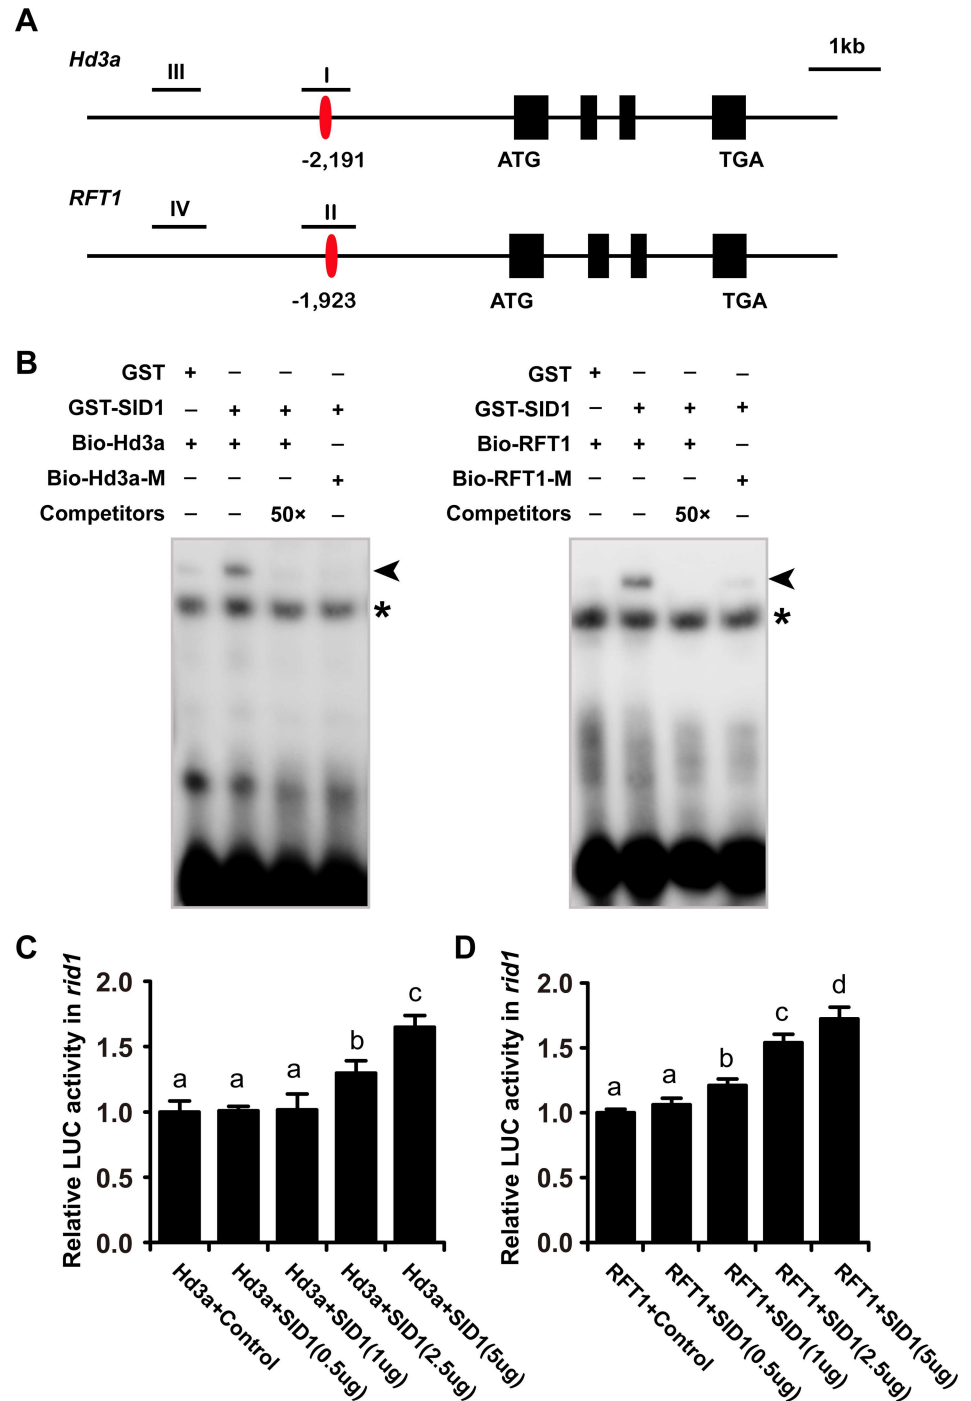 A
Hd3a
III
I
1kb
-2,191
ATG
TGA
RFT1
IV
II
-1,923
ATG
TGA
B
GST + – – –
GST-SID1 – + + +
Bio-Hd3a + + + –
Bio-Hd3a-M – – – +
Competitors – – 50× –
*
GST + – – –
GST-SID1 – + + +
Bio-RFT1 + + + –
Bio-RFT1-M – – – +
Competitors – – 50× –
*
C
Relative LUC activity in rid1
2.0
1.5
1.0
0.5
0.0
a
a
a
b
c
Hd3a+Control
Hd3a+SID1(0.5ug)
Hd3a+SID1(1ug)
Hd3a+SID1(2.5ug)
Hd3a+SID1(5ug)
D
Relative LUC activity in rid1
2.0
1.5
1.0
0.5
0.0
a
a
b
c
d
RFT1+Control
RFT1+SID1(0.5ug)
RFT1+SID1(1ug)
RFT1+SID1(2.5ug)
RFT1+SID1(5ug)